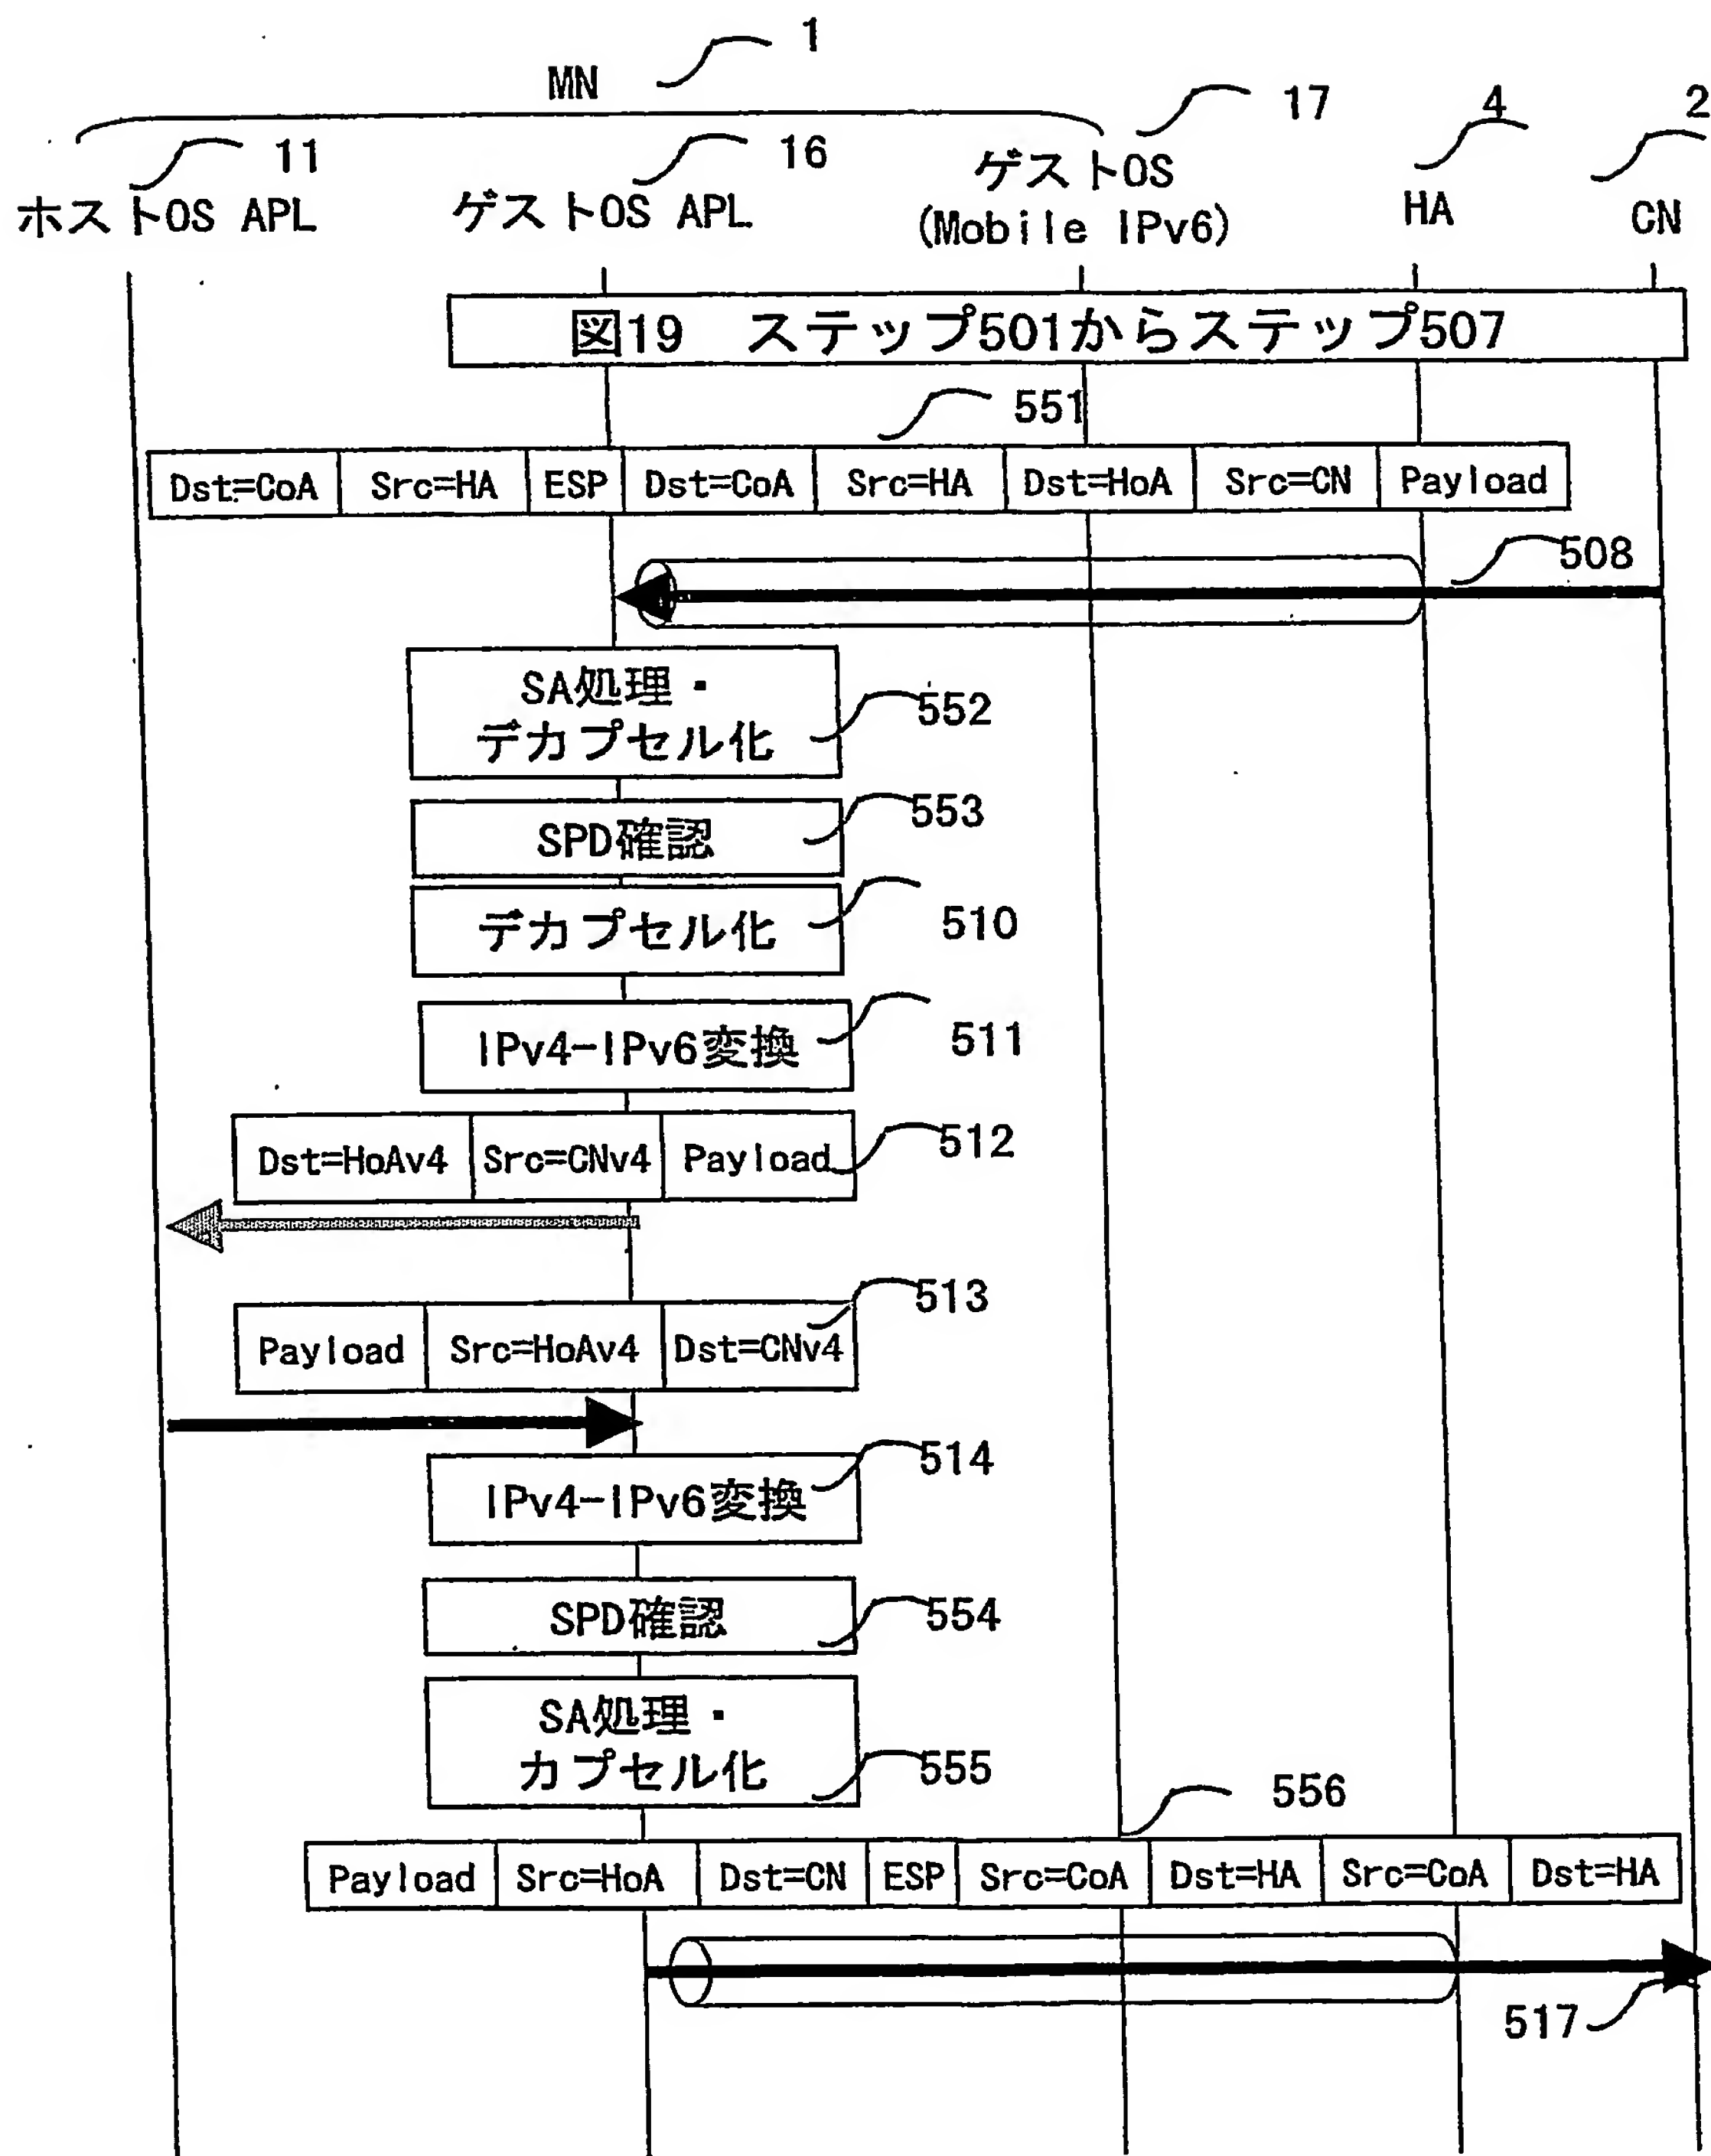 1
MN
11
16
17
4
2
ホストOS APL
ゲストOS APL
ゲストOS
(Mobile IPv6)
HA
CN
図19 ステップ501からステップ507
551
Dst=CoA Src=HA ESP Dst=CoA Src=HA Dst=HoA Src=CN Payload
508
SA処理・
デカプセル化
552
SPD確認
553
デカプセル化
510
IPv4-IPv6変換
511
Dst=HoAv4 Src=CNv4 Payload
512
513
Payload Src=HoAv4 Dst=CNv4
IPv4-IPv6変換
514
SPD確認
554
SA処理・
カプセル化
555
556
Payload Src=HoA Dst=CN ESP Src=CoA Dst=HA Src=CoA Dst=HA
517